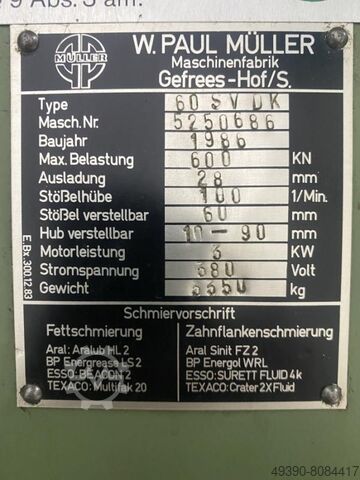 9 Abs. 3 am.
MÜLLER
W. PAUL MÜLLER
Maschinenfabrik
Gefrees-Hof/S.
Type 60 SV DK
Masch. Nr. 5250686
Baujahr 1986
Max. Belastung 600 KN
Ausladung 28 mm
Stößelhübe 100 1/Min.
Stößel verstellbar 60 mm
Hub verstellbar 10-90 mm
Motorleistung 3 KW
Stromspannung 380 Volt
Gewicht 3350 kg
E.Bx.300.12.83
Schmiervorschrift
Fettschmierung
Aral: Aralub HL 2
BP Energrease LS 2
ESSO: BEACON 2
TEXACO: Multifak 20
Zahnflankenschmierung
Aral Sinit FZ 2
BP Energol WRL
ESSO: SURETT FLUID 4k
TEXACO: Crater 2X Fluid
49390-8084417